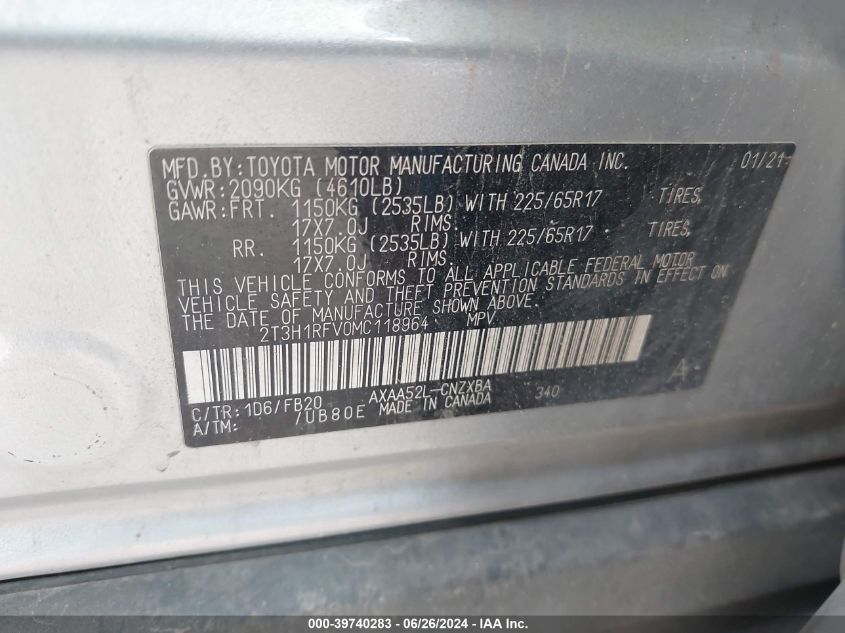 MFD.BY:TOYOTA MOTOR MANUFACTURING CANADA INC. 01/21
GVWR:2090KG (4610LB)
GAWR:FRT. 1150KG (2535LB) WITH 225/65R17 TIRES,
17X7.0J RIMS.
RR. 1150KG (2535LB) WITH 225/65R17 TIRES,
17X7.0J RIMS.
THIS VEHICLE CONFORMS TO ALL APPLICABLE FEDERAL MOTOR
VEHICLE SAFETY AND THEFT PREVENTION STANDARDS IN EFFECT ON
THE DATE OF MANUFACTURE SHOWN ABOVE.
2T3H1RFV0MC118964 MPV
C/TR:1D6/FB20 AXAA52L-CNZXBA 340 A
A/TM: /UB80E MADE IN CANADA
000-39740283 - 06/26/2024 - IAA Inc.